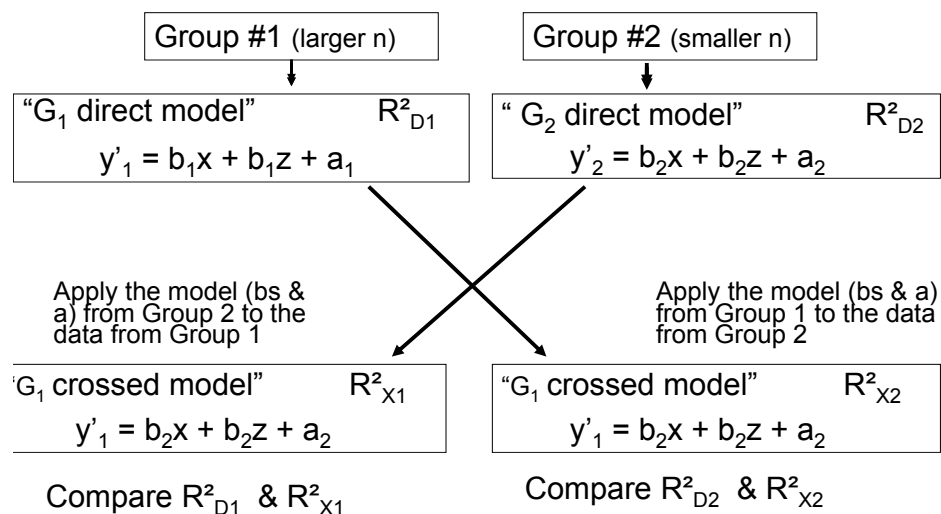 Group #1 (larger n)
Group #2 (smaller n)
“G₁ direct model” R²D1
y'₁ = b₁x + b₁z + a₁
“ G₂ direct model” R²D2
y'₂ = b₂x + b₂z + a₂
Apply the model (bs &
a) from Group 2 to the
data from Group 1
Apply the model (bs & a)
from Group 1 to the data
from Group 2
“G₁ crossed model” R²X1
y’₁ = b₂x + b₂z + a₂
“G₁ crossed model” R²X2
y’₁ = b₂x + b₂z + a₂
Compare R²D1 & R²X1
Compare R²D2 & R²X2